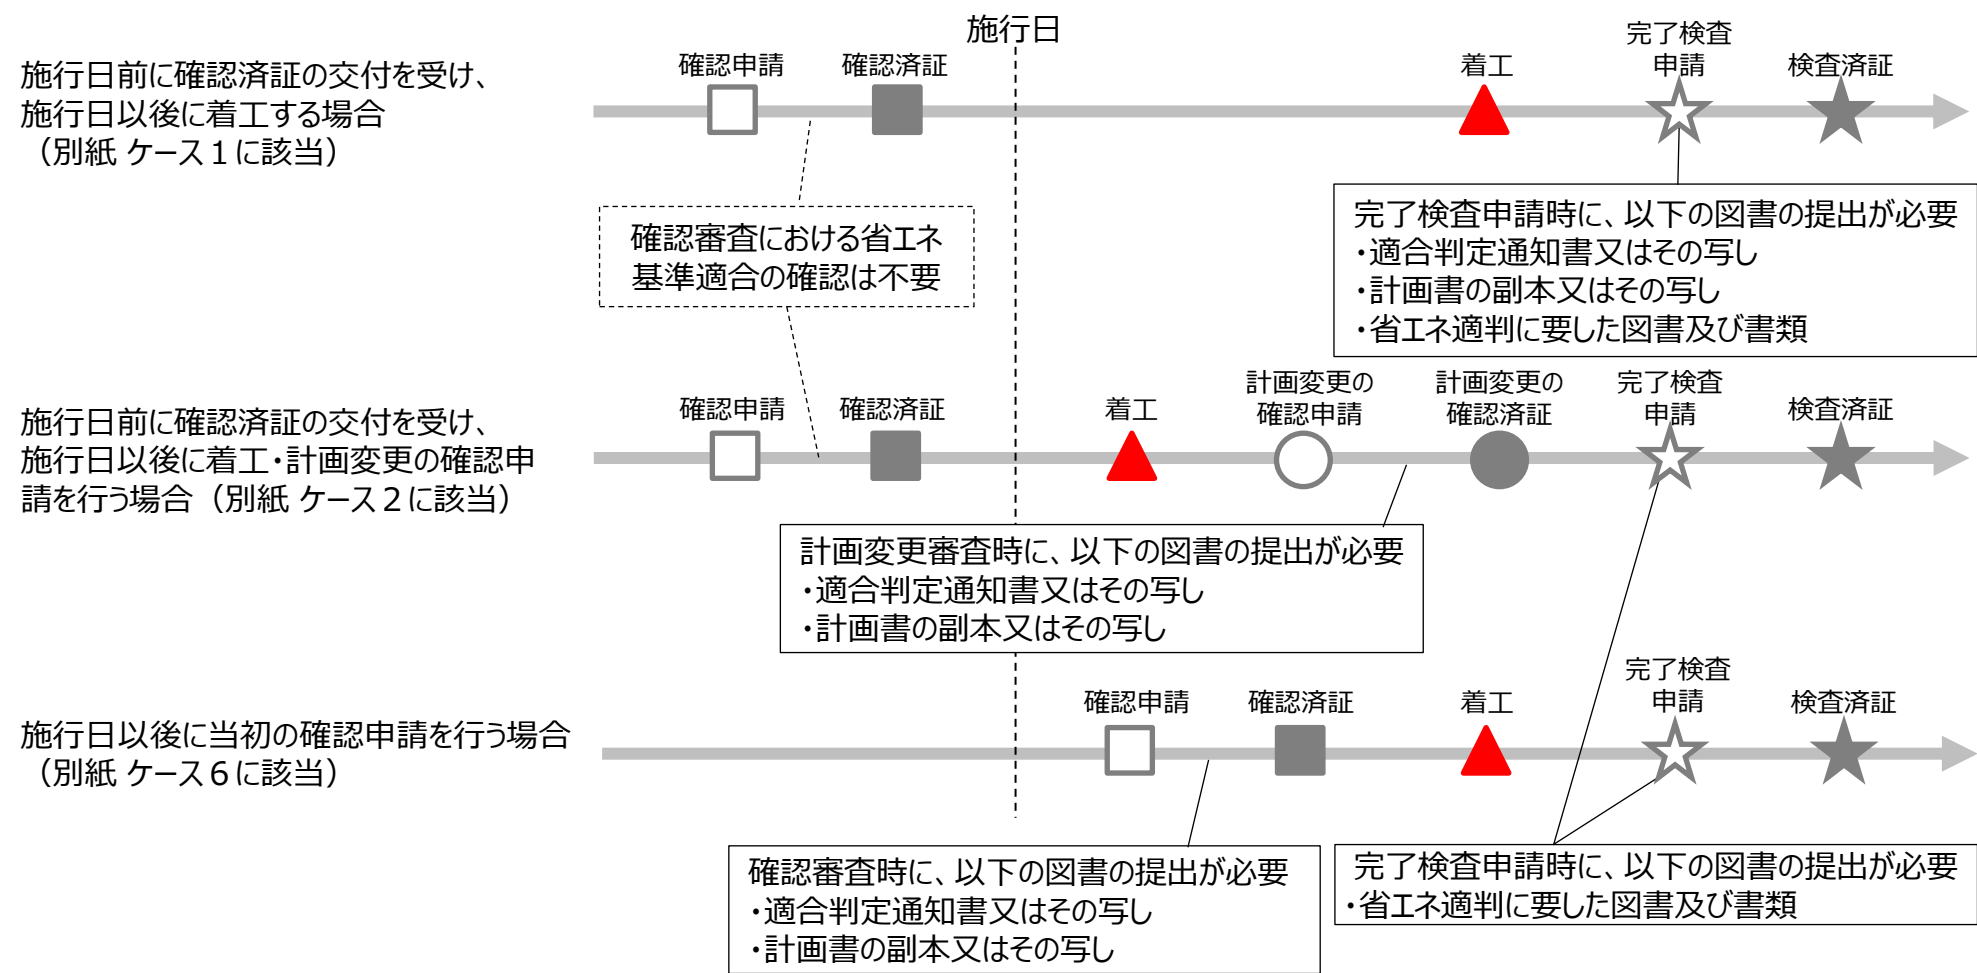 施行日
施行日前に確認済証の交付を受け、
施行日以後に着工する場合
（別紙 ケース１に該当）
確認申請
確認済証
着工
完了検査
申請
検査済証
確認審査における省エネ
基準適合の確認は不要
完了検査申請時に、以下の図書の提出が必要
・適合判定通知書又はその写し
・計画書の副本又はその写し
・省エネ適判に要した図書及び書類
施行日前に確認済証の交付を受け、
施行日以後に着工・計画変更の確認申
請を行う場合（別紙 ケース２に該当）
確認申請
確認済証
着工
計画変更の
確認申請
計画変更の
確認済証
完了検査
申請
検査済証
計画変更審査時に、以下の図書の提出が必要
・適合判定通知書又はその写し
・計画書の副本又はその写し
施行日以後に当初の確認申請を行う場合
（別紙 ケース６に該当）
確認申請
確認済証
着工
完了検査
申請
検査済証
確認審査時に、以下の図書の提出が必要
・適合判定通知書又はその写し
・計画書の副本又はその写し
完了検査申請時に、以下の図書の提出が必要
・省エネ適判に要した図書及び書類